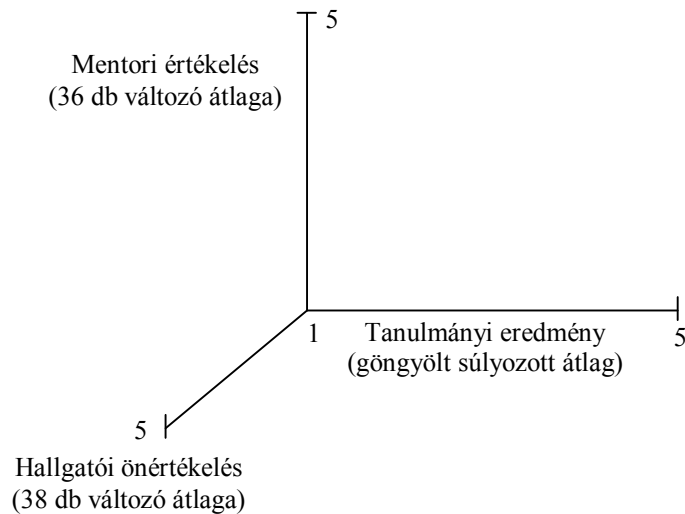 5
Mentori értékelés
(36 db változó átlaga)
1
Tanulmányi eredmény
(göngyölt súlyozott átlag)
5
5
Hallgatói önértékelés
(38 db változó átlaga)